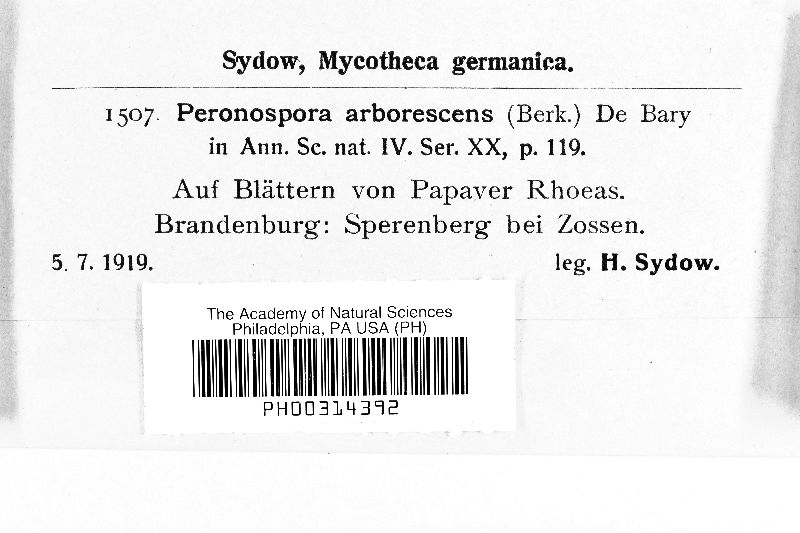 Sydow, Mycotheca germanica.
1507. Peronospora arborescens (Berk.) De Bary
in Ann. Sc. nat. IV. Ser. XX, p. 119.
Auf Blättern von Papaver Rhoeas.
Brandenburg: Sperenberg bei Zossen.
5. 7. 1919. leg. H. Sydow.
The Academy of Natural Sciences
Philadelphia, PA USA (PH)
PH00314392